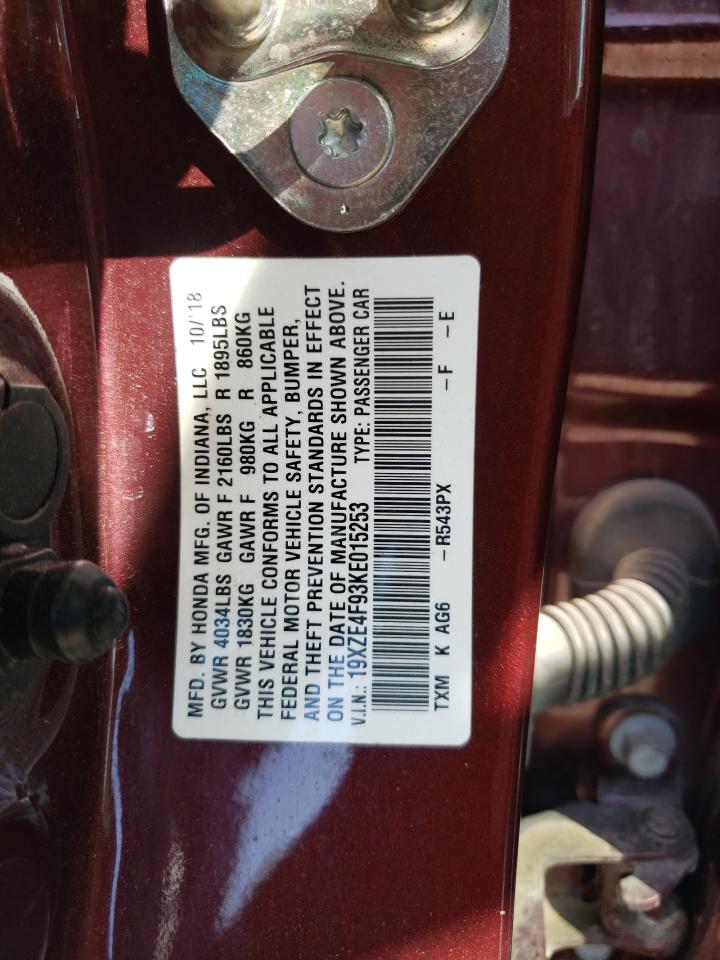 MFD. BY HONDA MFG. OF INDIANA, LLC 10/18
GVWR 4034LBS GAWR F 2160LBS R 1895LBS
GVWR 1830KG GAWR F 980KG R 860KG
THIS VEHICLE CONFORMS TO ALL APPLICABLE
FEDERAL MOTOR VEHICLE SAFETY, BUMPER,
AND THEFT PREVENTION STANDARDS IN EFFECT
ON THE DATE OF MANUFACTURE SHOWN ABOVE.
V.I.N.: 19XZE4F93KE015253 TYPE: PASSENGER CAR
TXM K AG6 –R543PX –F –E